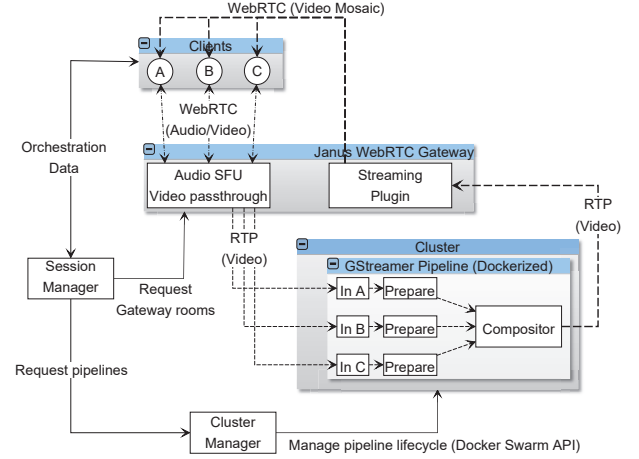 WebRTC (Video Mosaic)
Clients
A
B
C
WebRTC
(Audio/Video)
Orchestration
Data
Janus WebRTC Gateway
Audio SFU
Video passthrough
Streaming
Plugin
RTP
(Video)
RTP
(Video)
Cluster
GStreamer Pipeline (Dockerized)
Session
Manager
Request
Gateway rooms
In A
Prepare
In B
Prepare
Compositor
In C
Prepare
Request pipelines
Cluster
Manager
Manage pipeline lifecycle (Docker Swarm API)